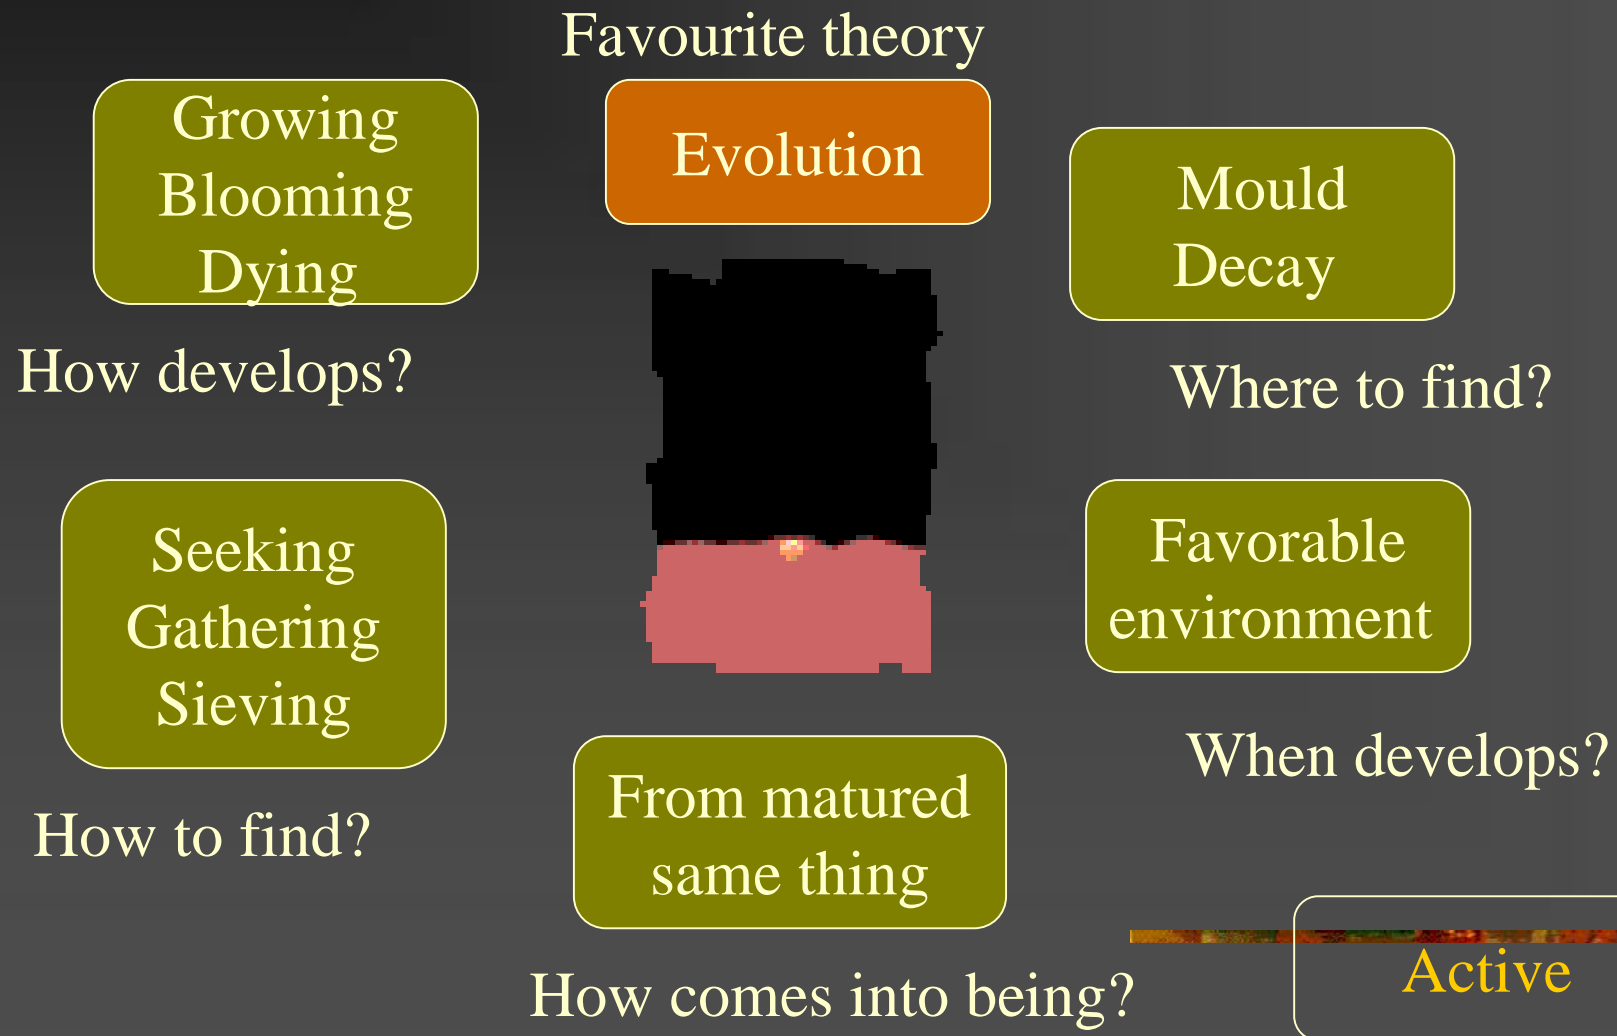 Favourite theory
Growing
Blooming
Dying
How develops?
Evolution
Mould
Decay
Where to find?
Seeking
Gathering
Sieving
How to find?
Favorable
environment
When develops?
From matured
same thing
How comes into being?
Active